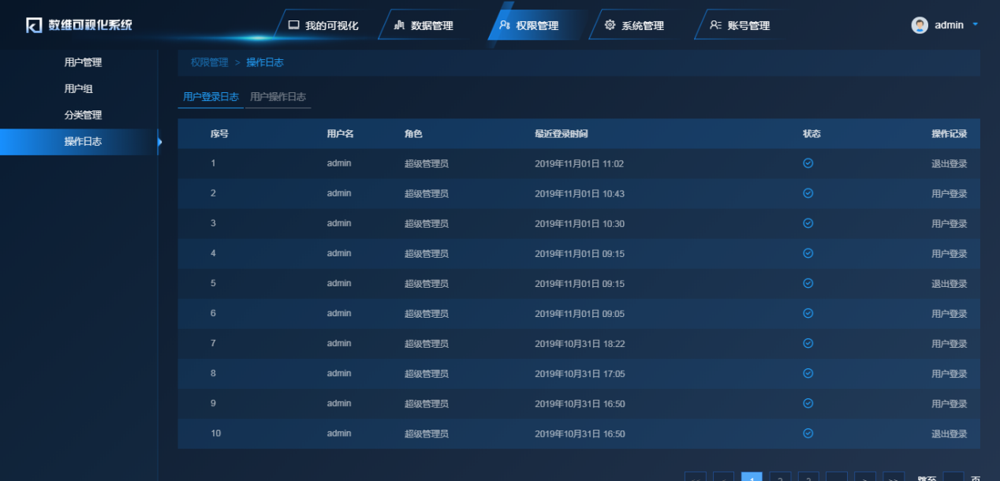 数维可视化系统 我的可视化 数据管理 权限管理 系统管理 账号管理 admin
用户管理
用户组
分类管理
操作日志
权限管理 > 操作日志
用户登录日志 用户操作日志
序号 用户名 角色 最近登录时间 状态 操作记录
1 admin 超级管理员 2019年11月01日 11:02 退出登录
2 admin 超级管理员 2019年11月01日 10:43 用户登录
3 admin 超级管理员 2019年11月01日 10:30 用户登录
4 admin 超级管理员 2019年11月01日 09:15 用户登录
5 admin 超级管理员 2019年11月01日 09:15 退出登录
6 admin 超级管理员 2019年11月01日 09:05 用户登录
7 admin 超级管理员 2019年10月31日 18:22 用户登录
8 admin 超级管理员 2019年10月31日 17:05 用户登录
9 admin 超级管理员 2019年10月31日 16:50 用户登录
10 admin 超级管理员 2019年10月31日 16:50 退出登录
<< < 1 2 3 > >> 跳至 页